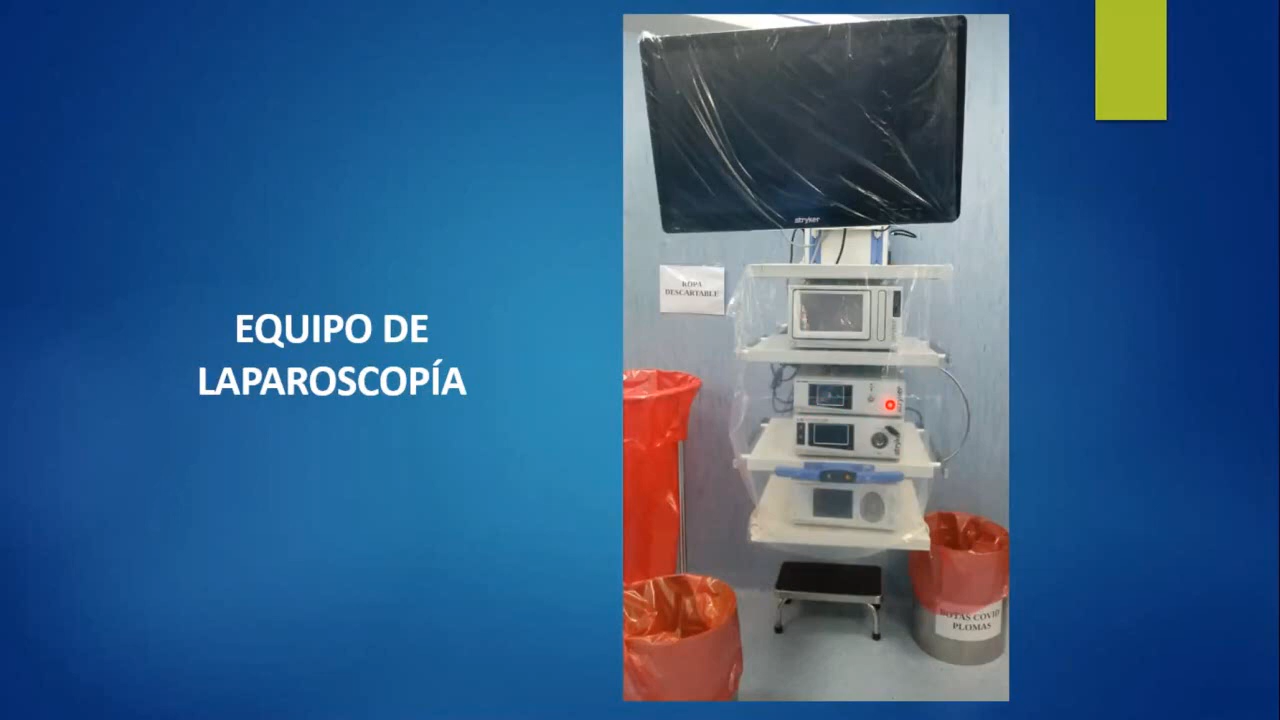 EQUIPO DE
LAPAROSCOPÍA
stryker
ROPA
DESCARTABLE
BOTAS COVID
PLOMAS